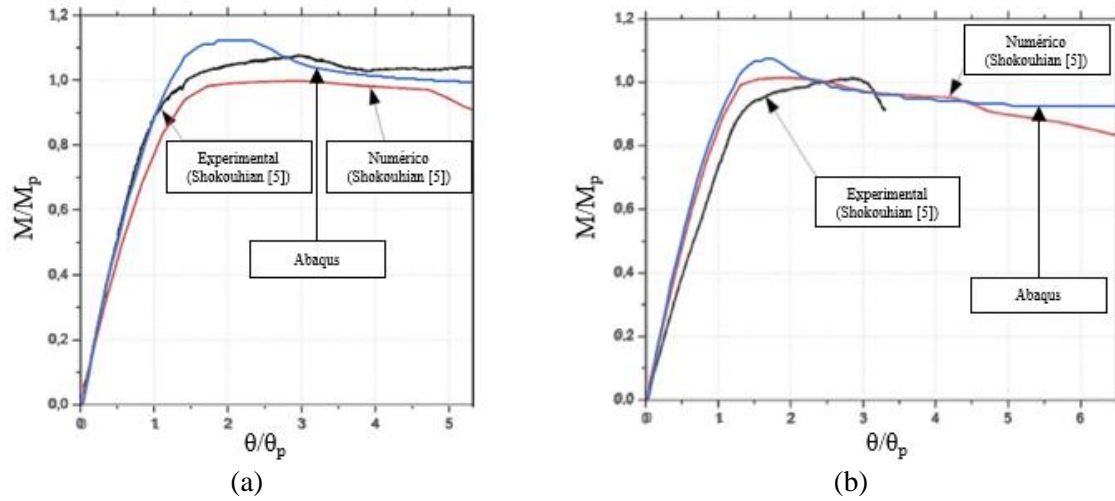 1,2
1,0
0,8
0,6
0,4
0,2
0,0
M/Mp
0
1
2
3
4
5
θ/θp
Experimental
(Shokouhian [5])
Numérico
(Shokouhian [5])
Abaqus
(a)
1,2
1,0
0,8
0,6
0,4
0,2
0,0
M/Mp
0
1
2
3
4
5
6
θ/θp
Numérico
(Shokouhian [5])
Experimental
(Shokouhian [5])
Abaqus
(b)